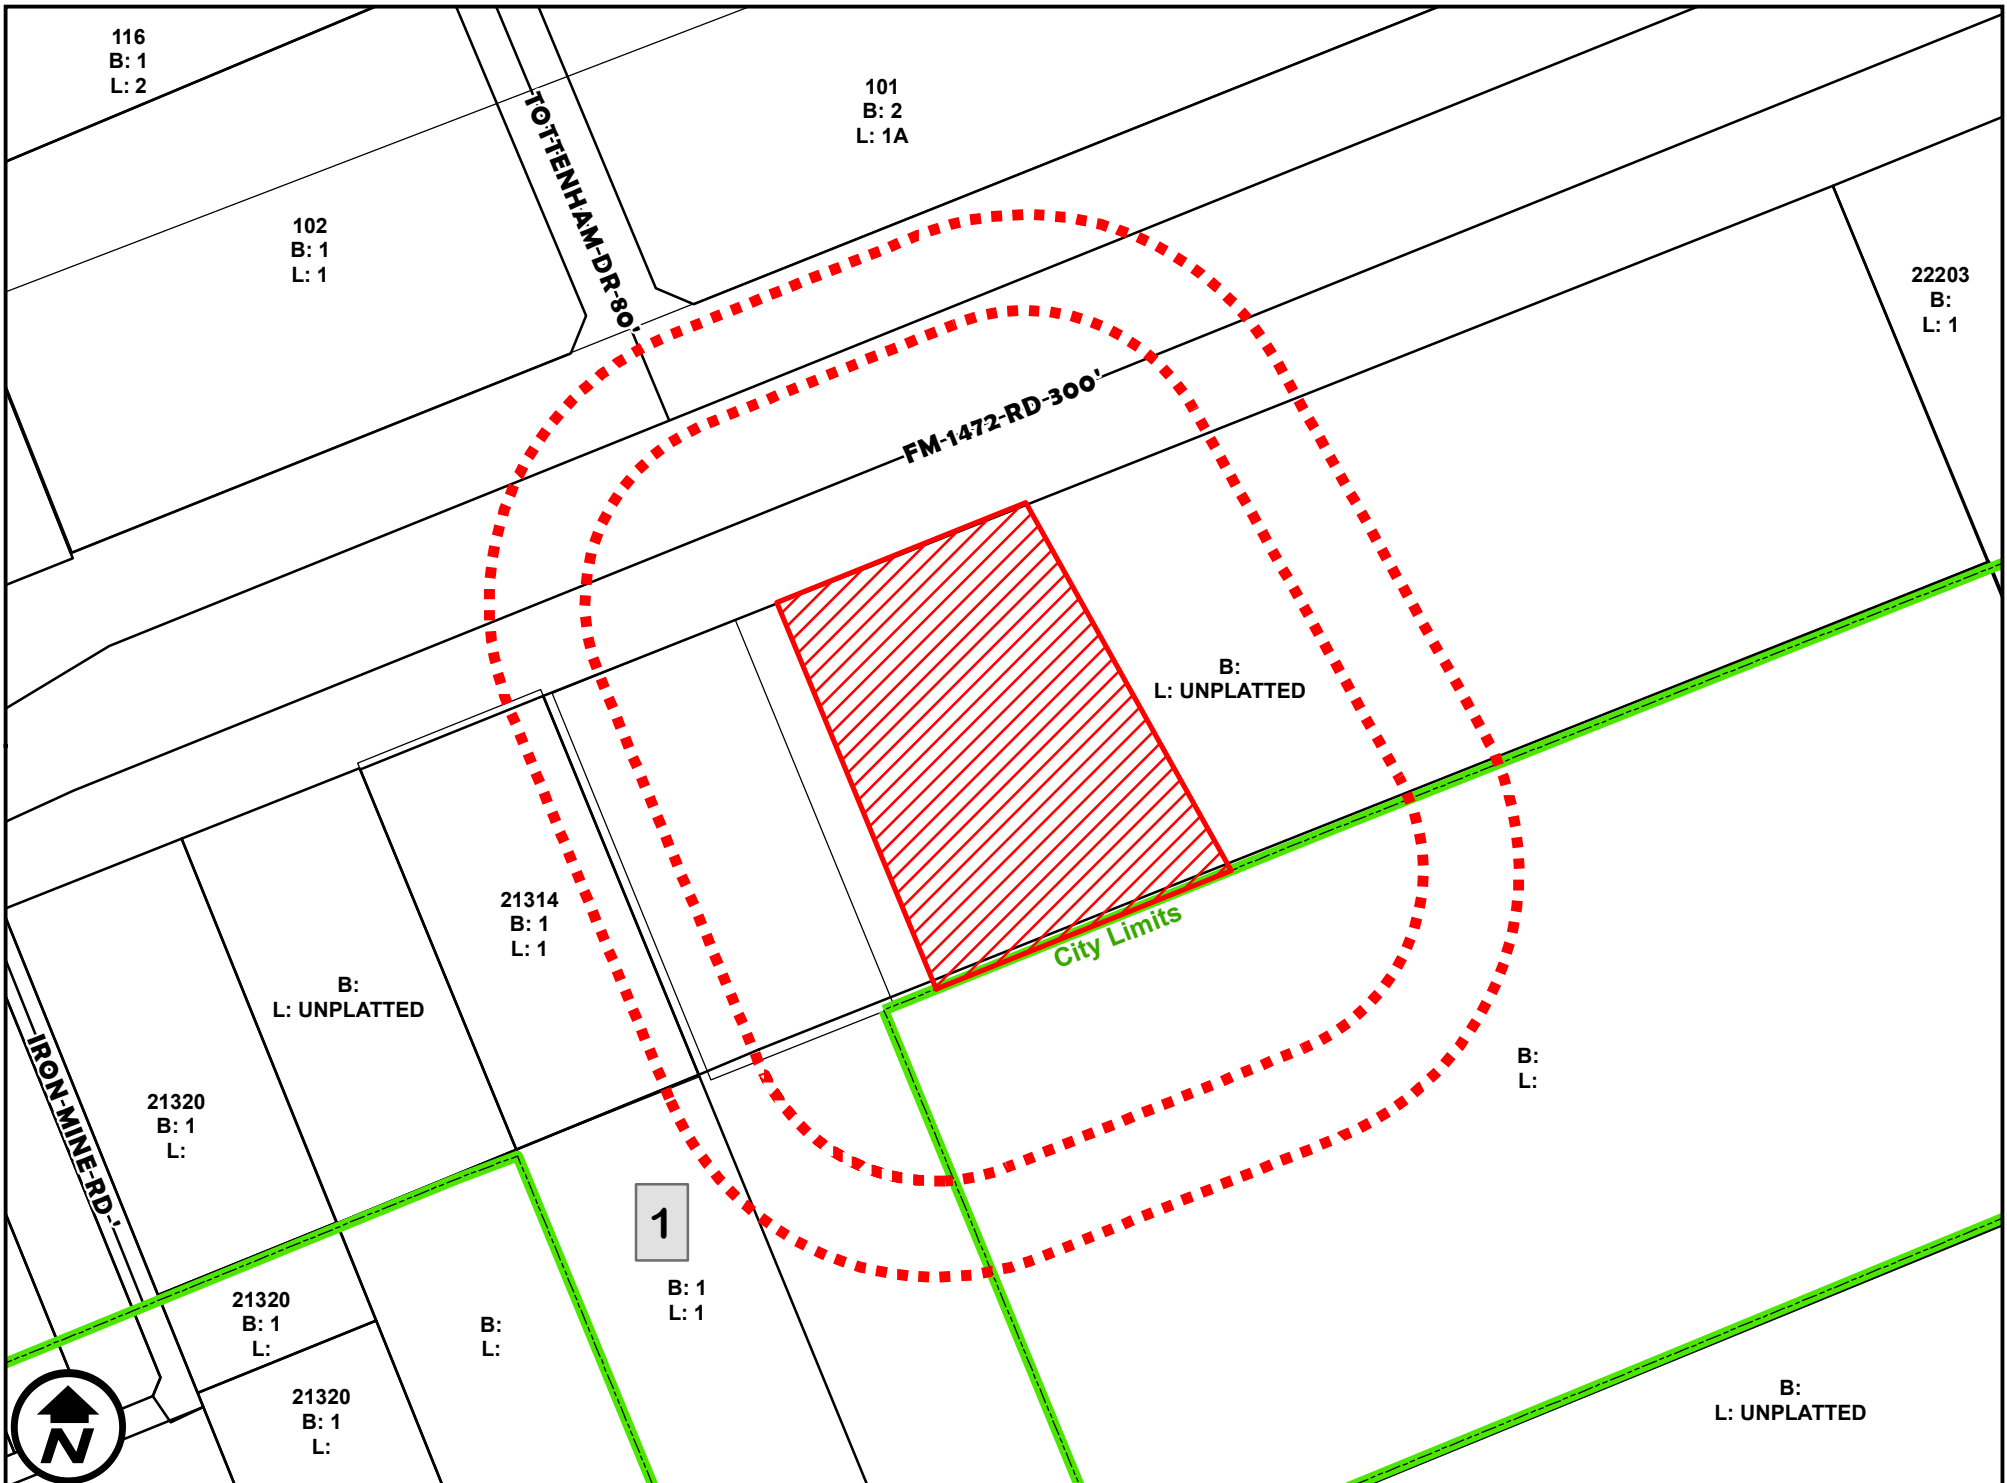 116
B: 1
L: 2
101
B: 2
L: 1A
TOTTENHAM-DR-80'
102
B: 1
L: 1
22203
B:
L: 1
FM-1472-RD-300'
B:
L: UNPLATTED
21314
B: 1
L: 1
City Limits
B:
L: UNPLATTED
B:
L:
21320
B: 1
L:
IRON-MINE-RD-'
1
B: 1
L: 1
21320
B: 1
L:
B:
L:
21320
B: 1
L:
B:
L: UNPLATTED
N